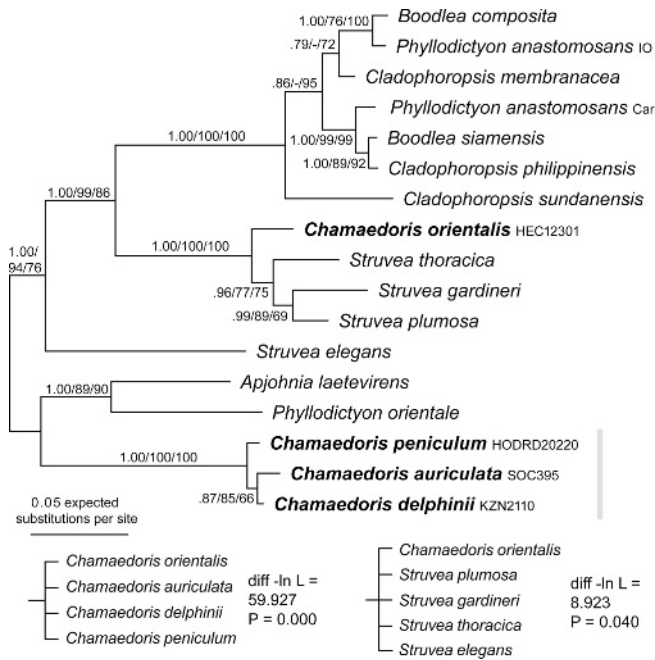 1.00/76/100
Boodlea composita
.79/-/72
Phyllodictyon anastomosans IO
.86/-/95
Cladophoropsis membranacea
Phyllodictyon anastomosans Car
1.00/99/99
Boodlea siamensis
1.00/100/100
1.00/89/92
Cladophoropsis philippinensis
1.00/99/86
Cladophoropsis sundanensis
Chamaedoris orientalis HEC12301
1.00/100/100
1.00/
94/76
Struvea thoracica
.96/77/75
Struvea gardineri
.99/89/69
Struvea plumosa
Struvea elegans
1.00/89/90
Apjohnia laetevirens
Phyllodictyon orientale
Chamaedoris peniculum HODRD20220
1.00/100/100
Chamaedoris auriculata SOC395
.87/85/66
Chamaedoris delphinii KZN2110
0.05 expected
substitutions per site
Chamaedoris orientalis
Chamaedoris auriculata
Chamaedoris delphinii
Chamaedoris peniculum
diff -ln L =
59.927
P = 0.000
Chamaedoris orientalis
Struvea plumosa
Struvea gardineri
Struvea thoracica
Struvea elegans
diff -ln L =
8.923
P = 0.040